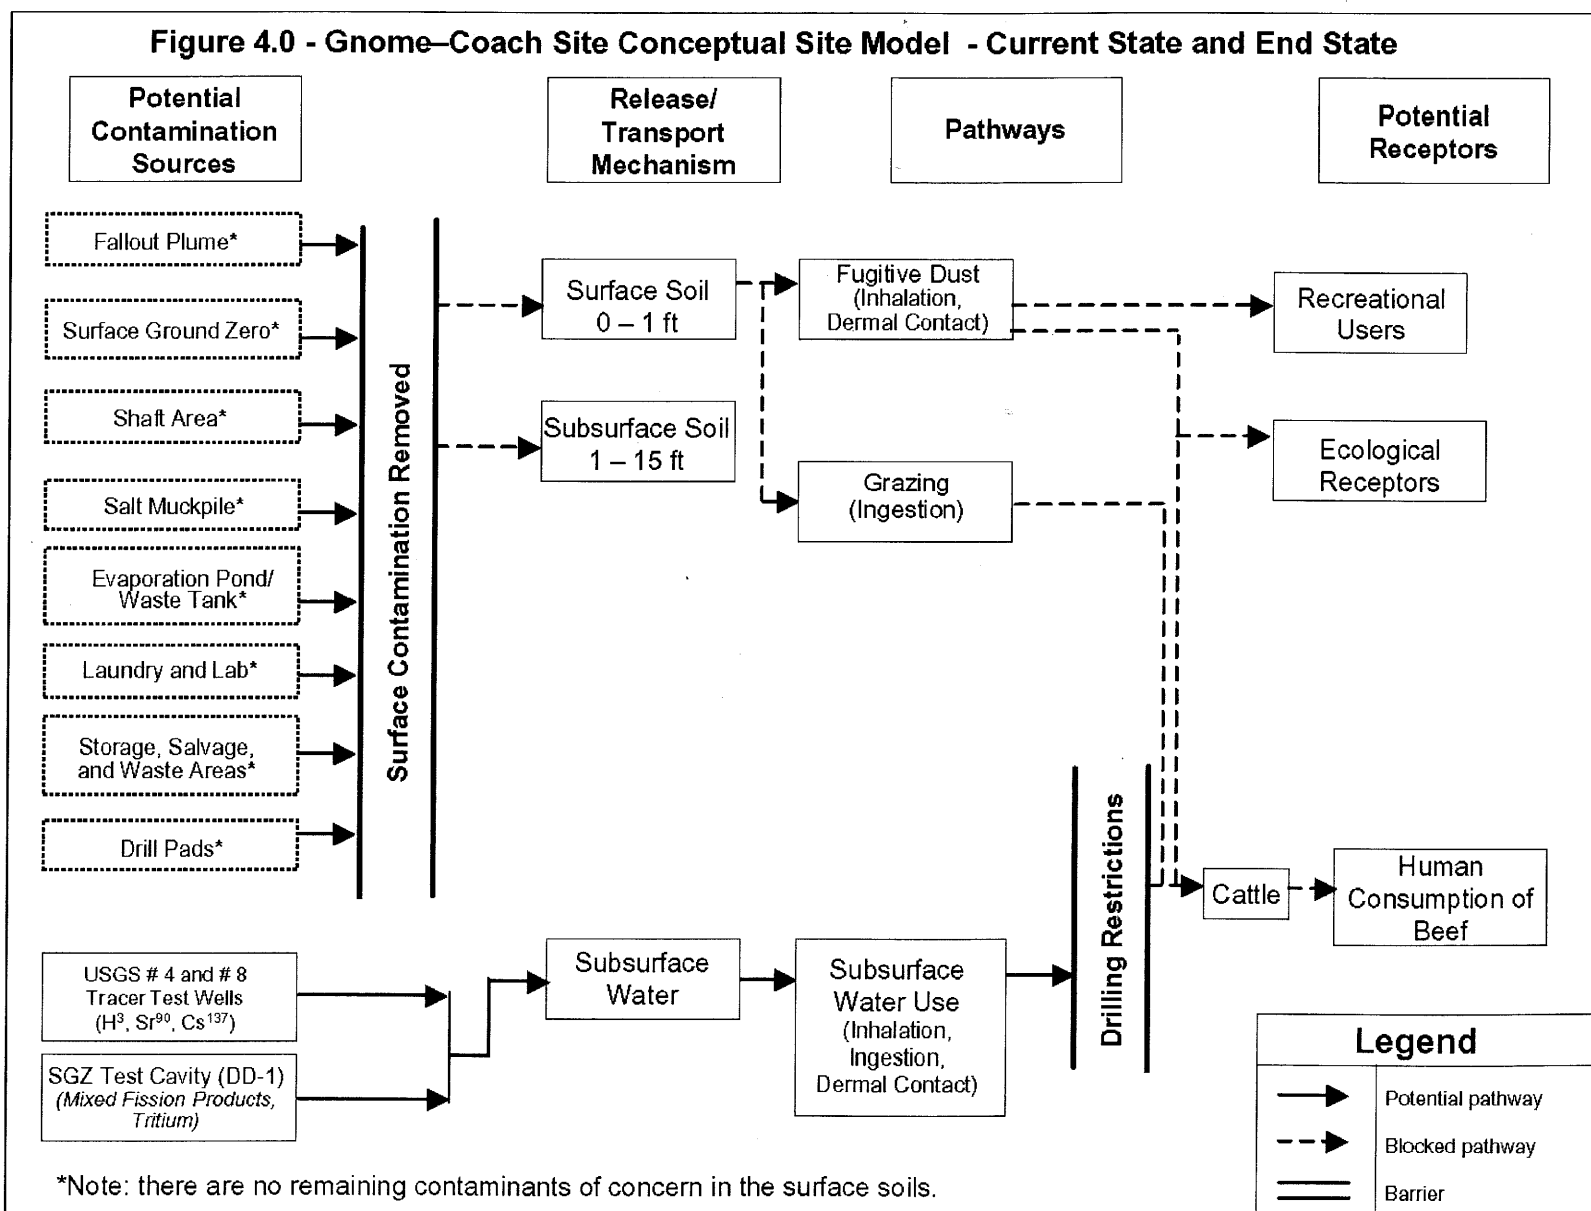 Figure 4.0 - Gnome–Coach Site Conceptual Site Model - Current State and End State
Potential
Contamination
Sources
Release/
Transport
Mechanism
Pathways
Potential
Receptors
Fallout Plume*
Surface Ground Zero*
Shaft Area*
Salt Muckpile*
Evaporation Pond/
Waste Tank*
Laundry and Lab*
Storage, Salvage,
and Waste Areas*
Drill Pads*
Surface Contamination Removed
Surface Soil
0 – 1 ft
Subsurface Soil
1 – 15 ft
Fugitive Dust
(Inhalation,
Dermal Contact)
Grazing
(Ingestion)
Recreational
Users
Ecological
Receptors
Drilling Restrictions
Cattle
Human
Consumption of
Beef
USGS # 4 and # 8
Tracer Test Wells
(H³, Sr⁹⁰, Cs¹³⁷)
SGZ Test Cavity (DD-1)
(Mixed Fission Products,
Tritium)
Subsurface
Water
Subsurface
Water Use
(Inhalation,
Ingestion,
Dermal Contact)
Legend
Potential pathway
Blocked pathway
Barrier
*Note: there are no remaining contaminants of concern in the surface soils.